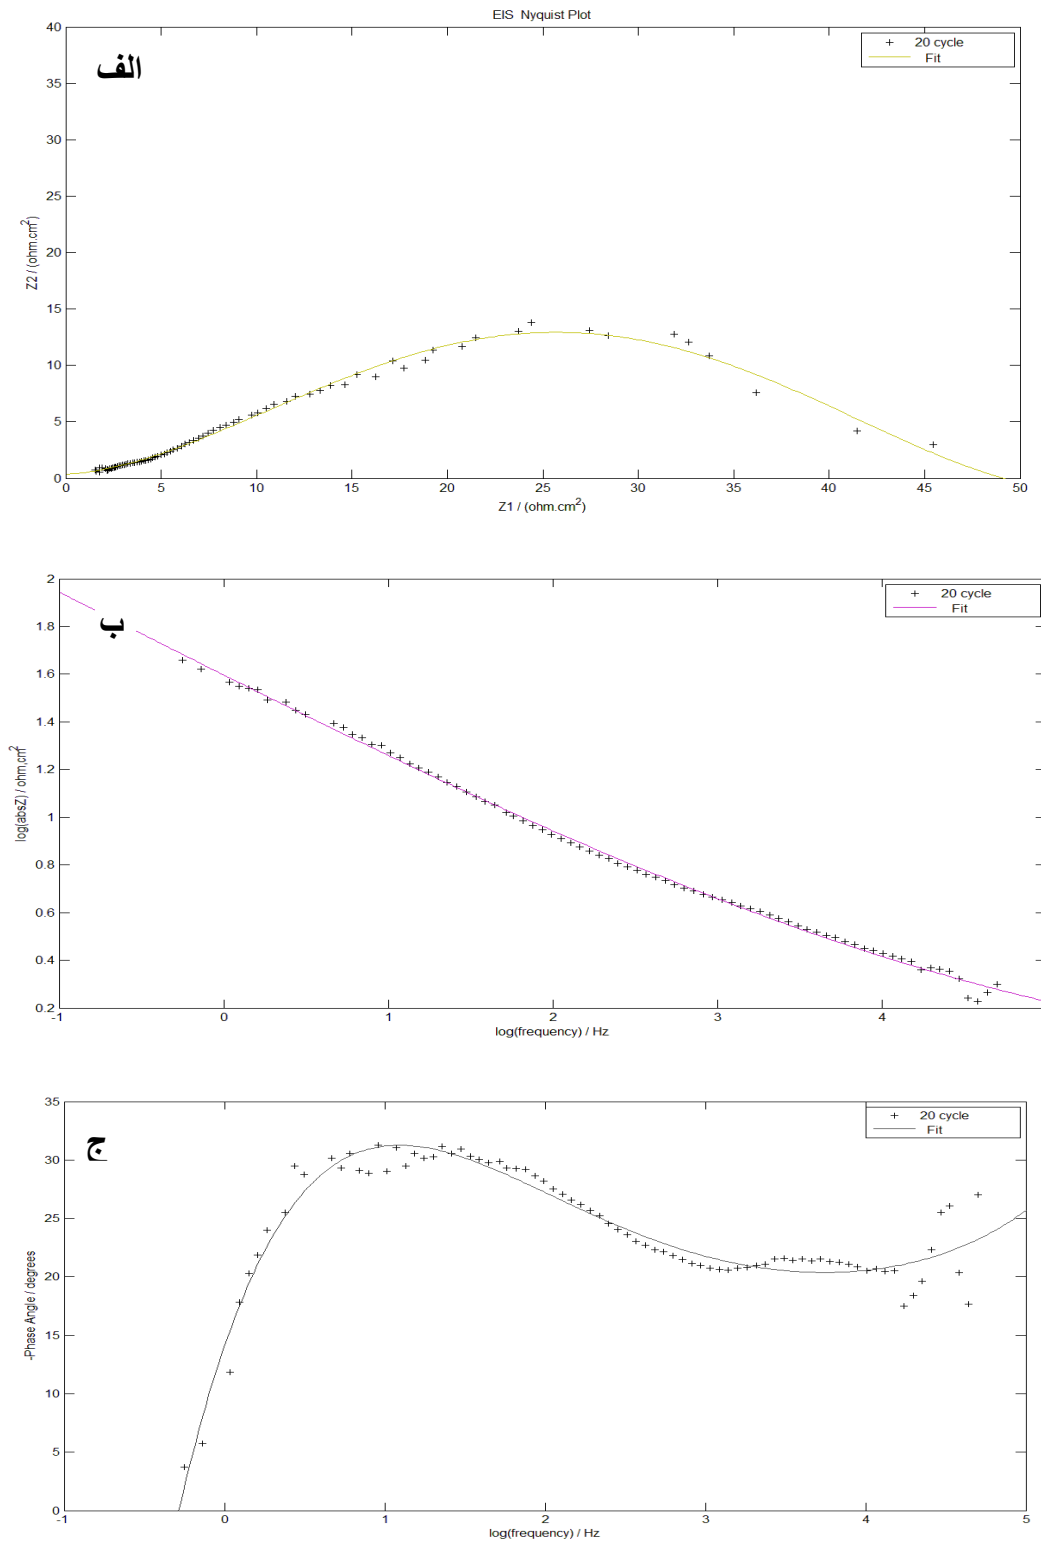 EIS Nyquist Plot
الف
20 cycle
Fit
40
35
30
25
20
15
10
5
0
0 5 10 15 20 25 30 35 40 45 50
Z2 / (ohm.cm²)
Z1 / (ohm.cm²)
ب
20 cycle
Fit
2
1.8
1.6
1.4
1.2
1
0.8
0.6
0.4
0.2
-1 0 1 2 3 4
log(absZ) / ohm,cm²
log(frequency) / Hz
ج
20 cycle
Fit
35
30
25
20
15
10
5
0
-1 0 1 2 3 4 5
-Phase Angle / degrees
log(frequency) / Hz